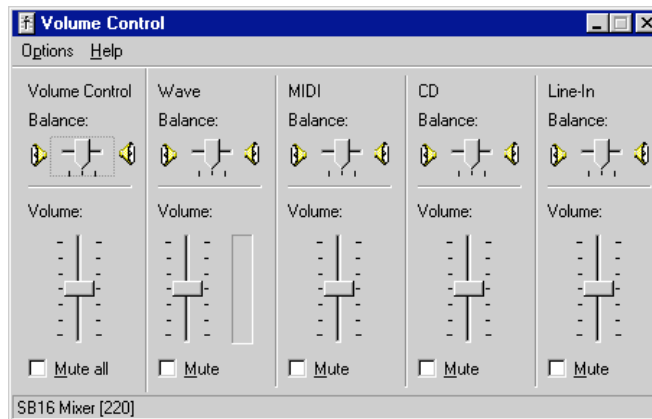 Volume Control
Options Help
Volume Control Wave MIDI CD Line-In
Balance: Balance: Balance: Balance: Balance:
Volume: Volume: Volume: Volume: Volume:
Mute all Mute Mute Mute Mute
SB16 Mixer [220]